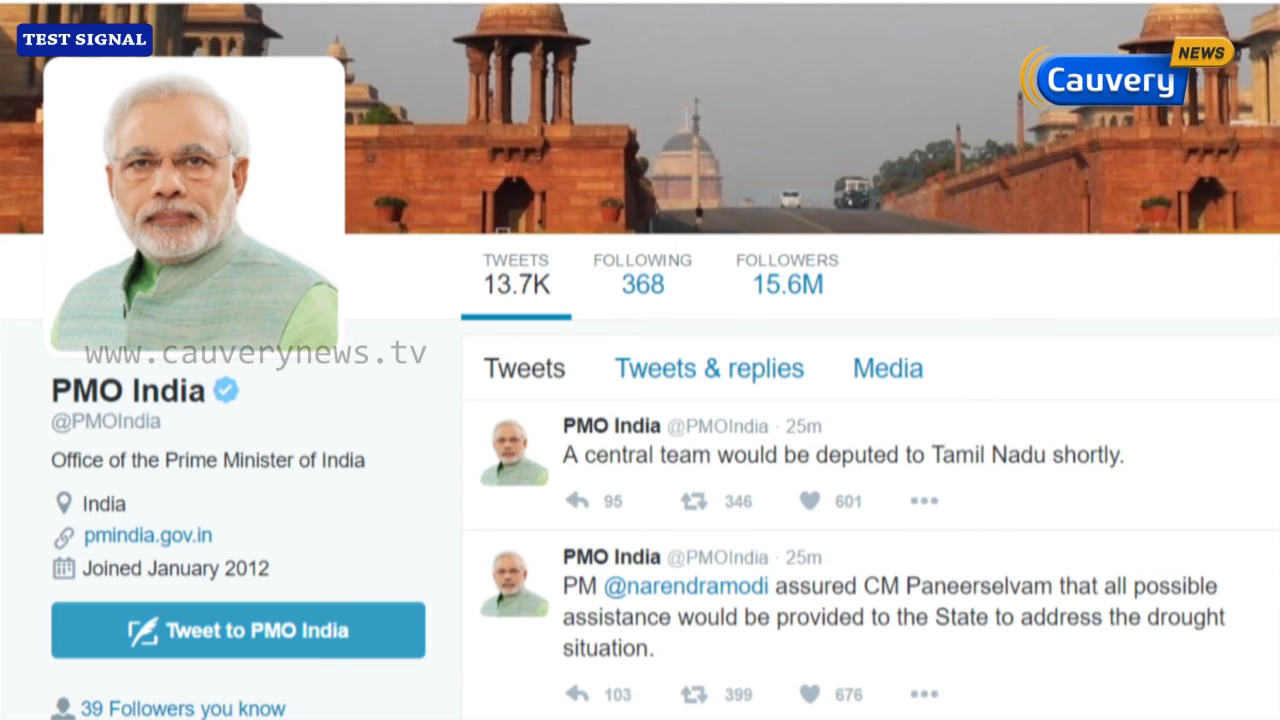 TEST SIGNAL
Cauvery NEWS
TWEETS FOLLOWING FOLLOWERS
13.7K 368 15.6M
www.cauverynews.tv
PMO India
@PMOIndia
Office of the Prime Minister of India
India
pmindia.gov.in
Joined January 2012
Tweet to PMO India
39 Followers you know
Tweets Tweets & replies Media
PMO India @PMOIndia · 25m
A central team would be deputed to Tamil Nadu shortly.
95 346 601
PMO India @PMOIndia · 25m
PM @narendramodi assured CM Paneerselvam that all possible
assistance would be provided to the State to address the drought
situation.
103 399 676